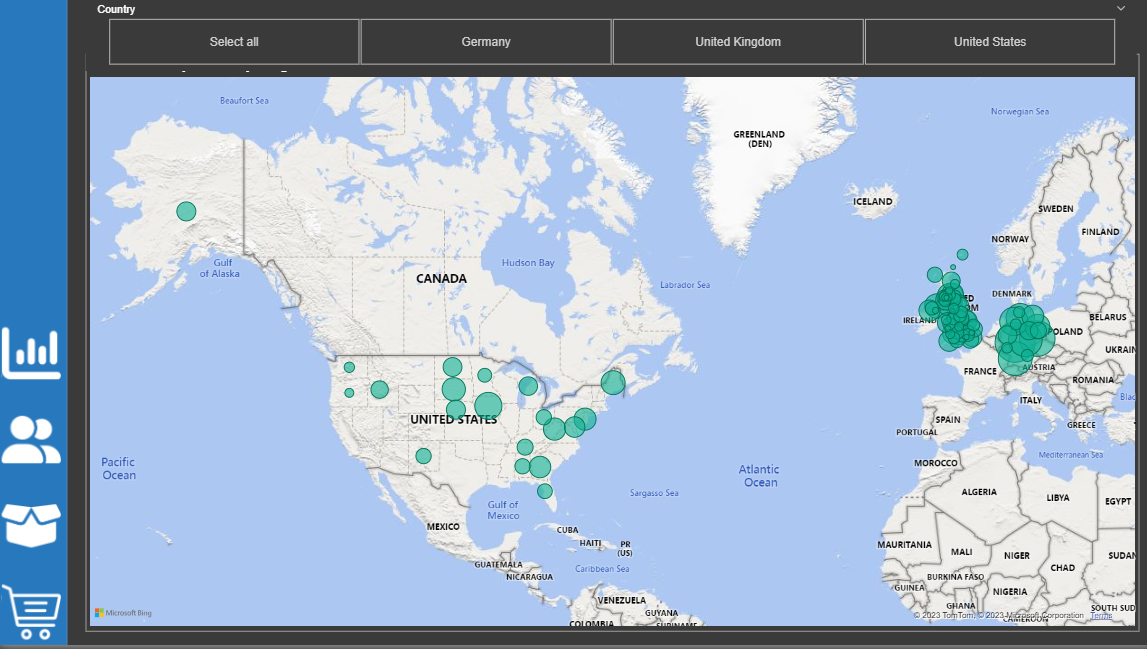 Country
Select all
Germany
United Kingdom
United States
Beaufort Sea
Norwegian Sea
GREENLAND
(DEN)
ICELAND
SWEDEN
FINLAND
NORWAY
Gulf
of Alaska
CANADA
Hudson Bay
Labrador Sea
DENMARK
IRELAND
BELARUS
POLAND
UKRAIN
FRANCE
AUSTRIA
ROMANIA
ITALY
Blac
UNITED STATES
SPAIN
PORTUGAL
GREECE
Mediterranean Sea
Pacific
Ocean
Atlantic
Ocean
MOROCCO
Sargasso Sea
ALGERIA
LIBYA
EGYPT
Gulf of
Mexico
MEXICO
CUBA
HAITI
PR
(US)
MAURITANIA
MALI
NIGER
SUDAN
CHAD
GUATEMALA
Caribbean Sea
NICARAGUA
BURKINA FASO
GUINEA
NIGERIA
VENEZUELA
GUYANA
GHANA
SOUTH SUD
Microsoft Bing
© 2023 TomTom, © 2023 Microsoft Corporation
Terms
CAMEROON
COLOMBIA
SURINAME